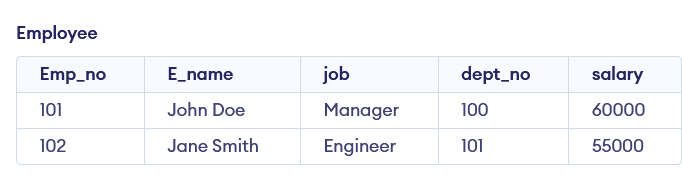 Employee
Emp_no E_name job dept_no salary
101 John Doe Manager 100 60000
102 Jane Smith Engineer 101 55000